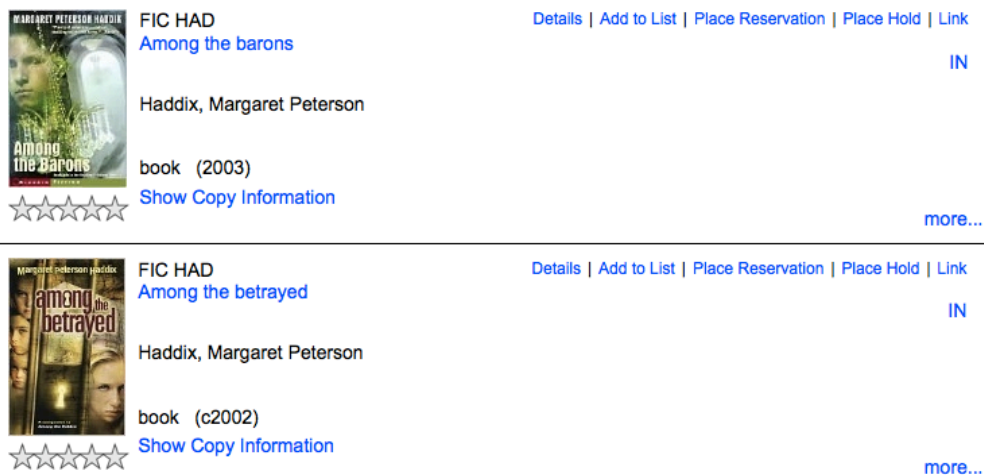 MARGARET PETERSON HADDIX
Among
the Barons
FIC HAD
Details | Add to List | Place Reservation | Place Hold | Link
Among the barons
IN
Haddix, Margaret Peterson
book (2003)
Show Copy Information
more...
Margaret Peterson Haddix
among the
betrayed
FIC HAD
Details | Add to List | Place Reservation | Place Hold | Link
Among the betrayed
IN
Haddix, Margaret Peterson
book (c2002)
Show Copy Information
more...